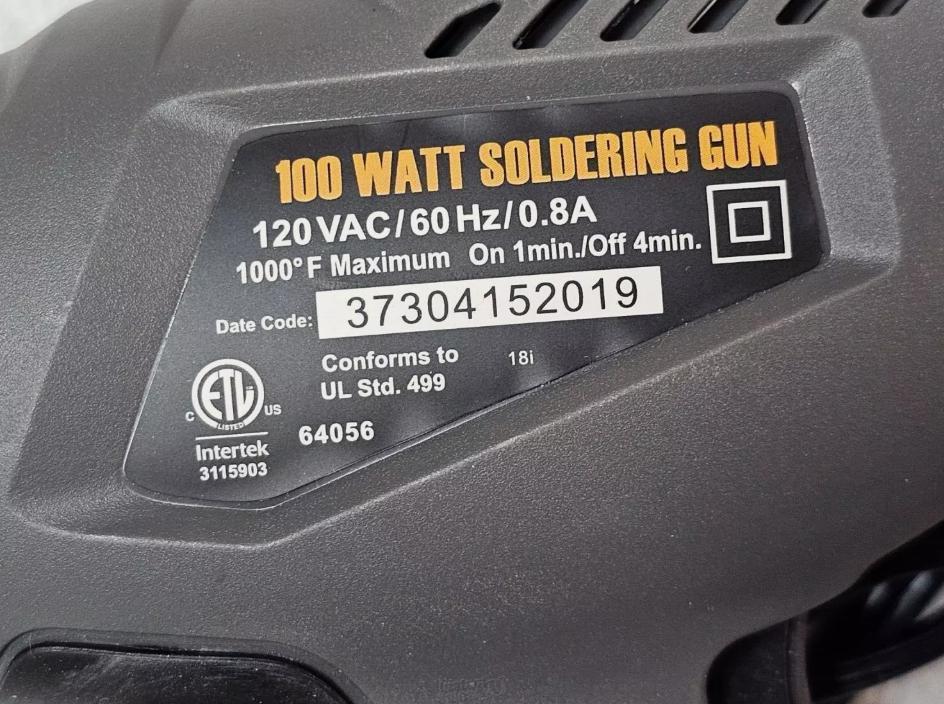 100 WATT SOLDERING GUN
120 VAC/60 Hz/0.8A
1000° F Maximum On 1min./Off 4min.
Date Code: 37304152019
Conforms to 18i
UL Std. 499
C ETL US
LISTED
64056
Intertek
3115903